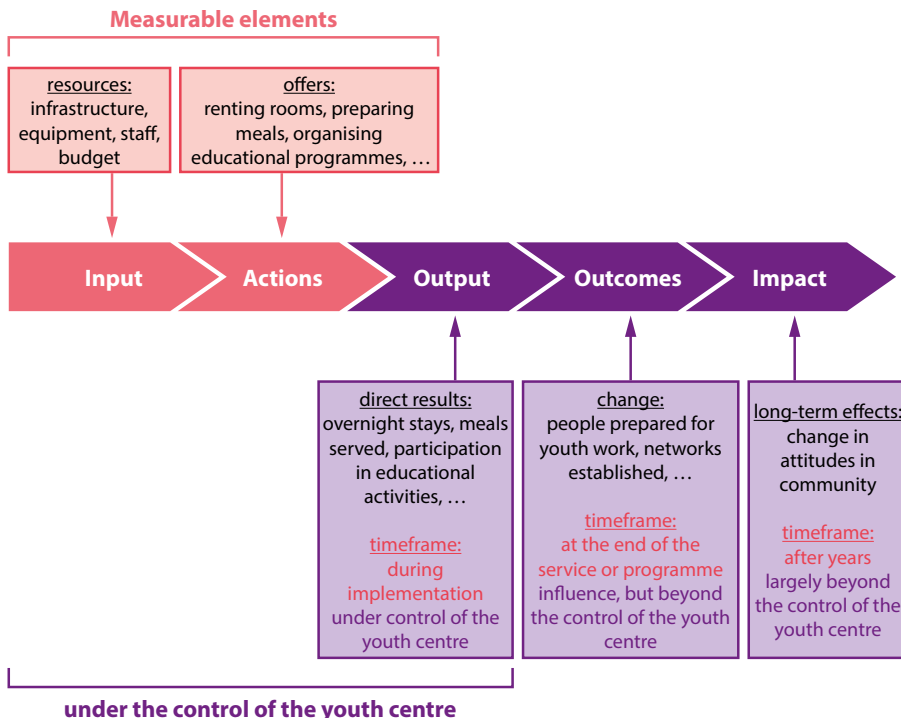 Measurable elements
resources:
infrastructure,
equipment, staff,
budget
offers:
renting rooms, preparing
meals, organising
educational programmes, …
Input
Actions
Output
Outcomes
Impact
direct results:
overnight stays, meals
served, participation
in educational
activities, …
timeframe:
during
implementation
under control of the
youth centre
change:
people prepared for
youth work, networks
established, …
timeframe:
at the end of the
service or programme
influence, but beyond
the control of the youth
centre
long-term effects:
change in
attitudes in
community
timeframe:
after years
largely beyond
the control of the
youth centre
under the control of the youth centre